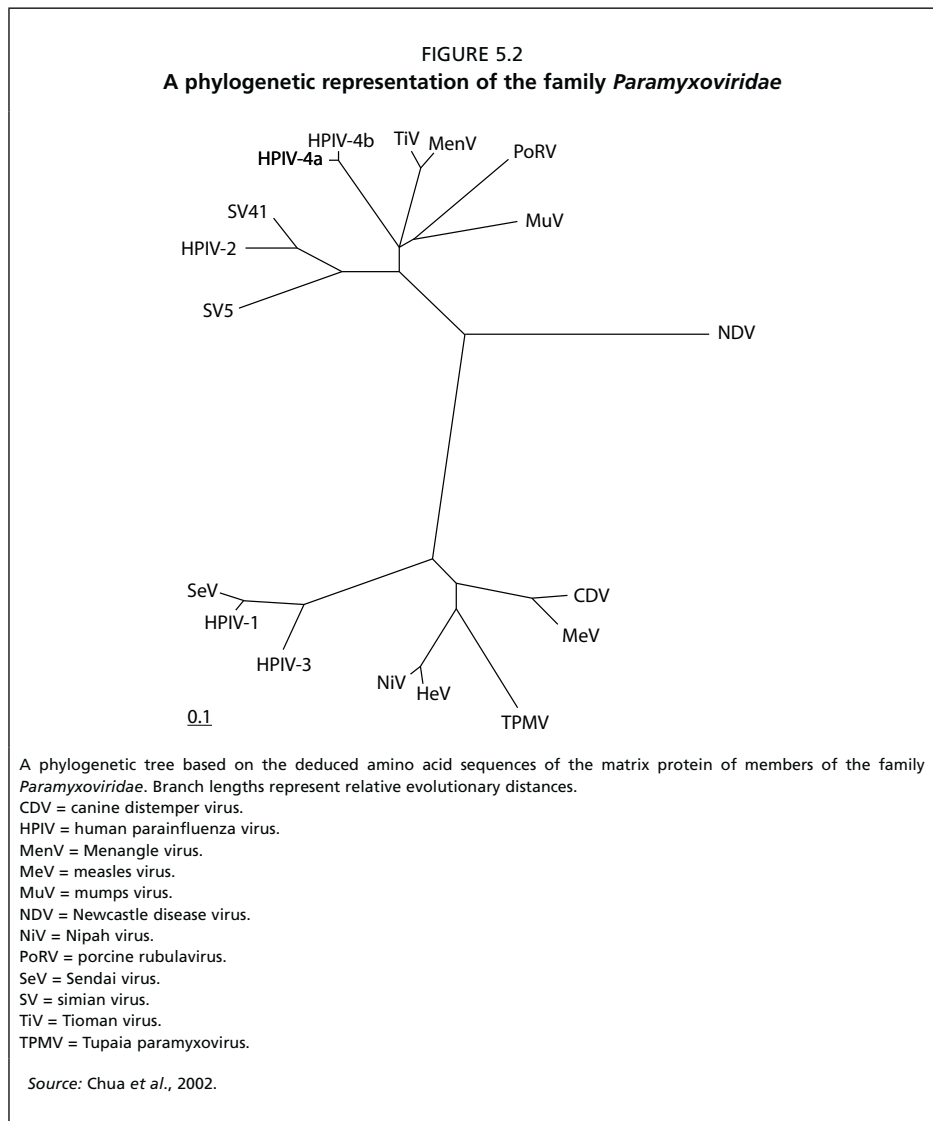 FIGURE 5.2
A phylogenetic representation of the family Paramyxoviridae
HPIV-4b
TiV
MenV
HPIV-4a
PoRV
SV41
MuV
HPIV-2
SV5
NDV
SeV
CDV
HPIV-1
MeV
HPIV-3
NiV
HeV
0.1
TPMV
A phylogenetic tree based on the deduced amino acid sequences of the matrix protein of members of the family
Paramyxoviridae. Branch lengths represent relative evolutionary distances.
CDV = canine distemper virus.
HPIV = human parainfluenza virus.
MenV = Menangle virus.
MeV = measles virus.
MuV = mumps virus.
NDV = Newcastle disease virus.
NiV = Nipah virus.
PoRV = porcine rubulavirus.
SeV = Sendai virus.
SV = simian virus.
TiV = Tioman virus.
TPMV = Tupaia paramyxovirus.
Source: Chua et al., 2002.